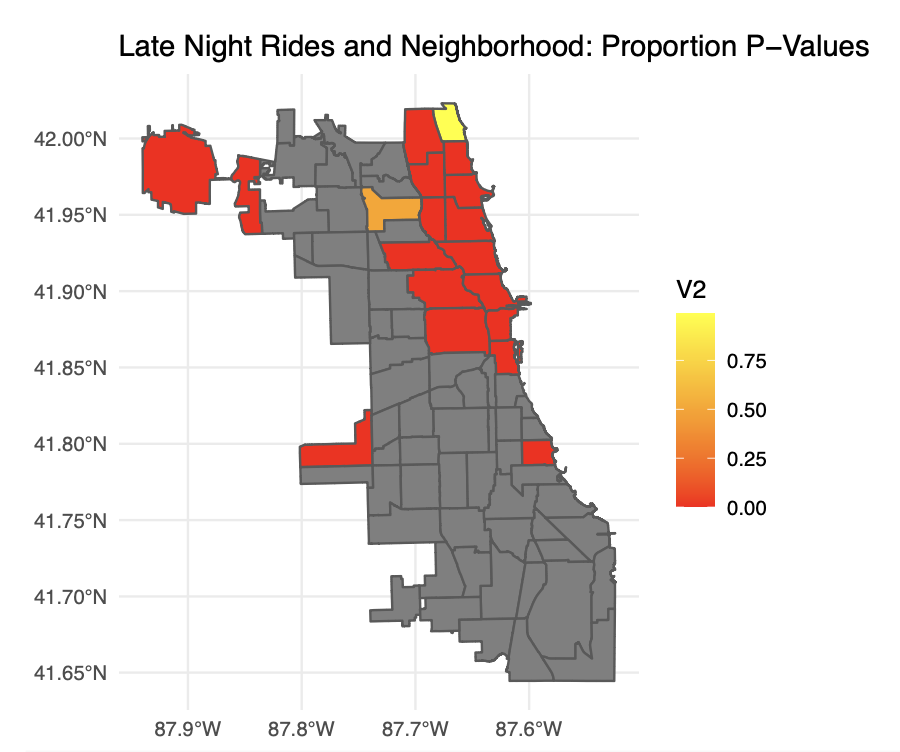 Late Night Rides and Neighborhood: Proportion P−Values
42.00°N
41.95°N
41.90°N
41.85°N
41.80°N
41.75°N
41.70°N
41.65°N
87.9°W
87.8°W
87.7°W
87.6°W
V2
0.75
0.50
0.25
0.00